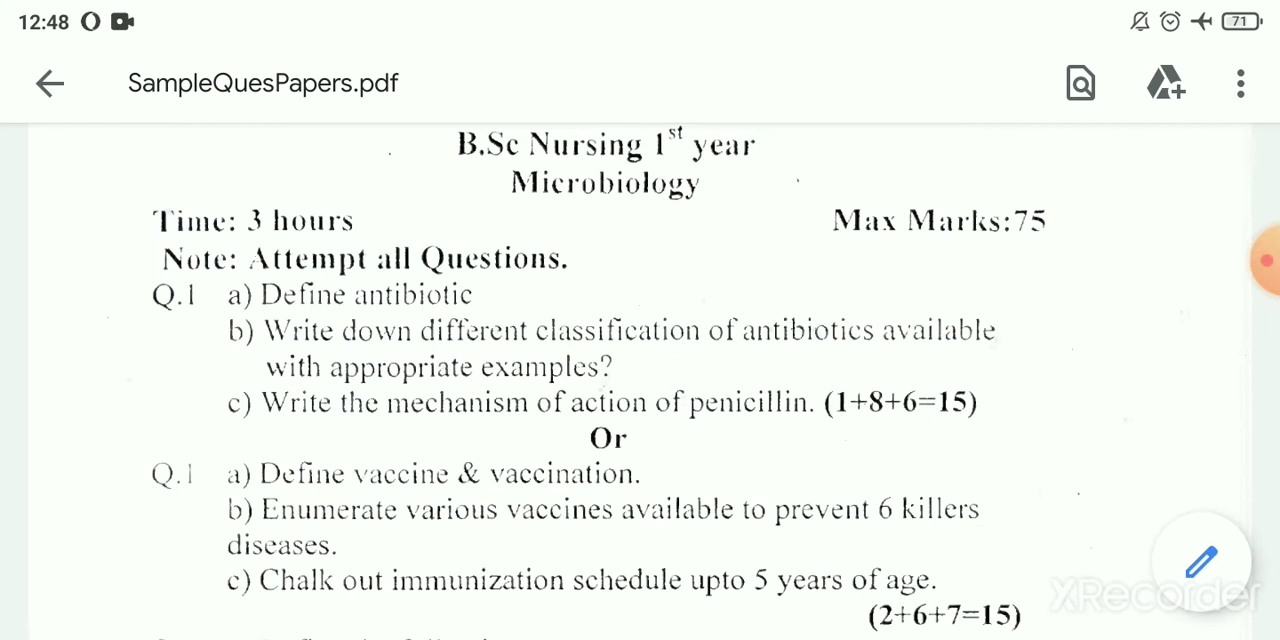 12:48
71
SampleQuesPapers.pdf
B.Sc Nursing 1st year
Microbiology
Time: 3 hours Max Marks:75
Note: Attempt all Questions.
Q.1 a) Define antibiotic
b) Write down different classification of antibiotics available
with appropriate examples?
c) Write the mechanism of action of penicillin. (1+8+6=15)
Or
Q.1 a) Define vaccine & vaccination.
b) Enumerate various vaccines available to prevent 6 killers
diseases.
c) Chalk out immunization schedule upto 5 years of age.
(2+6+7=15)
XRecorder